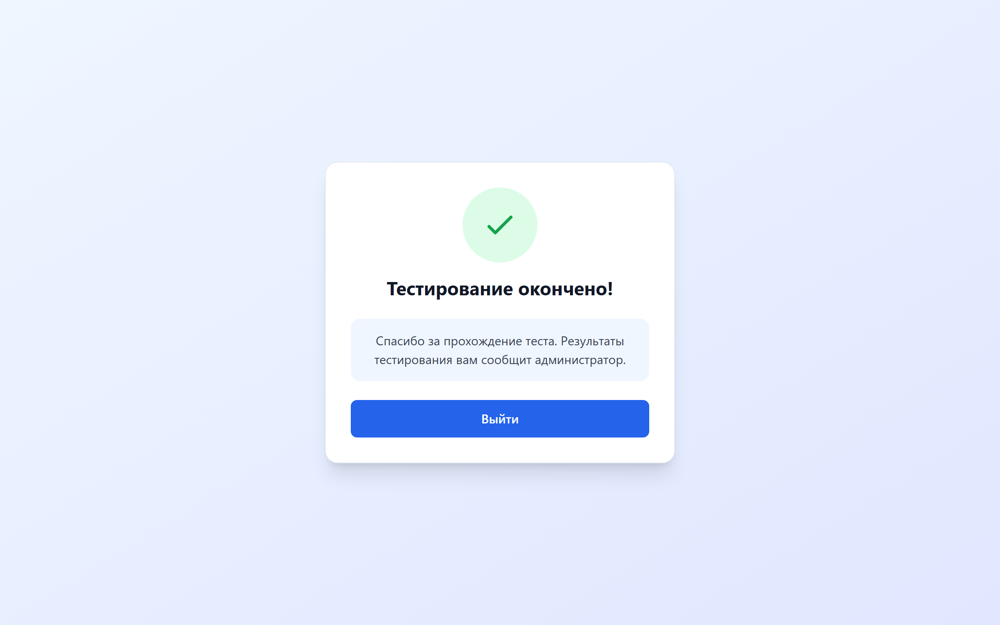 Тестирование окончено!
Спасибо за прохождение теста. Результаты
тестирования вам сообщит администратор.
Выйти